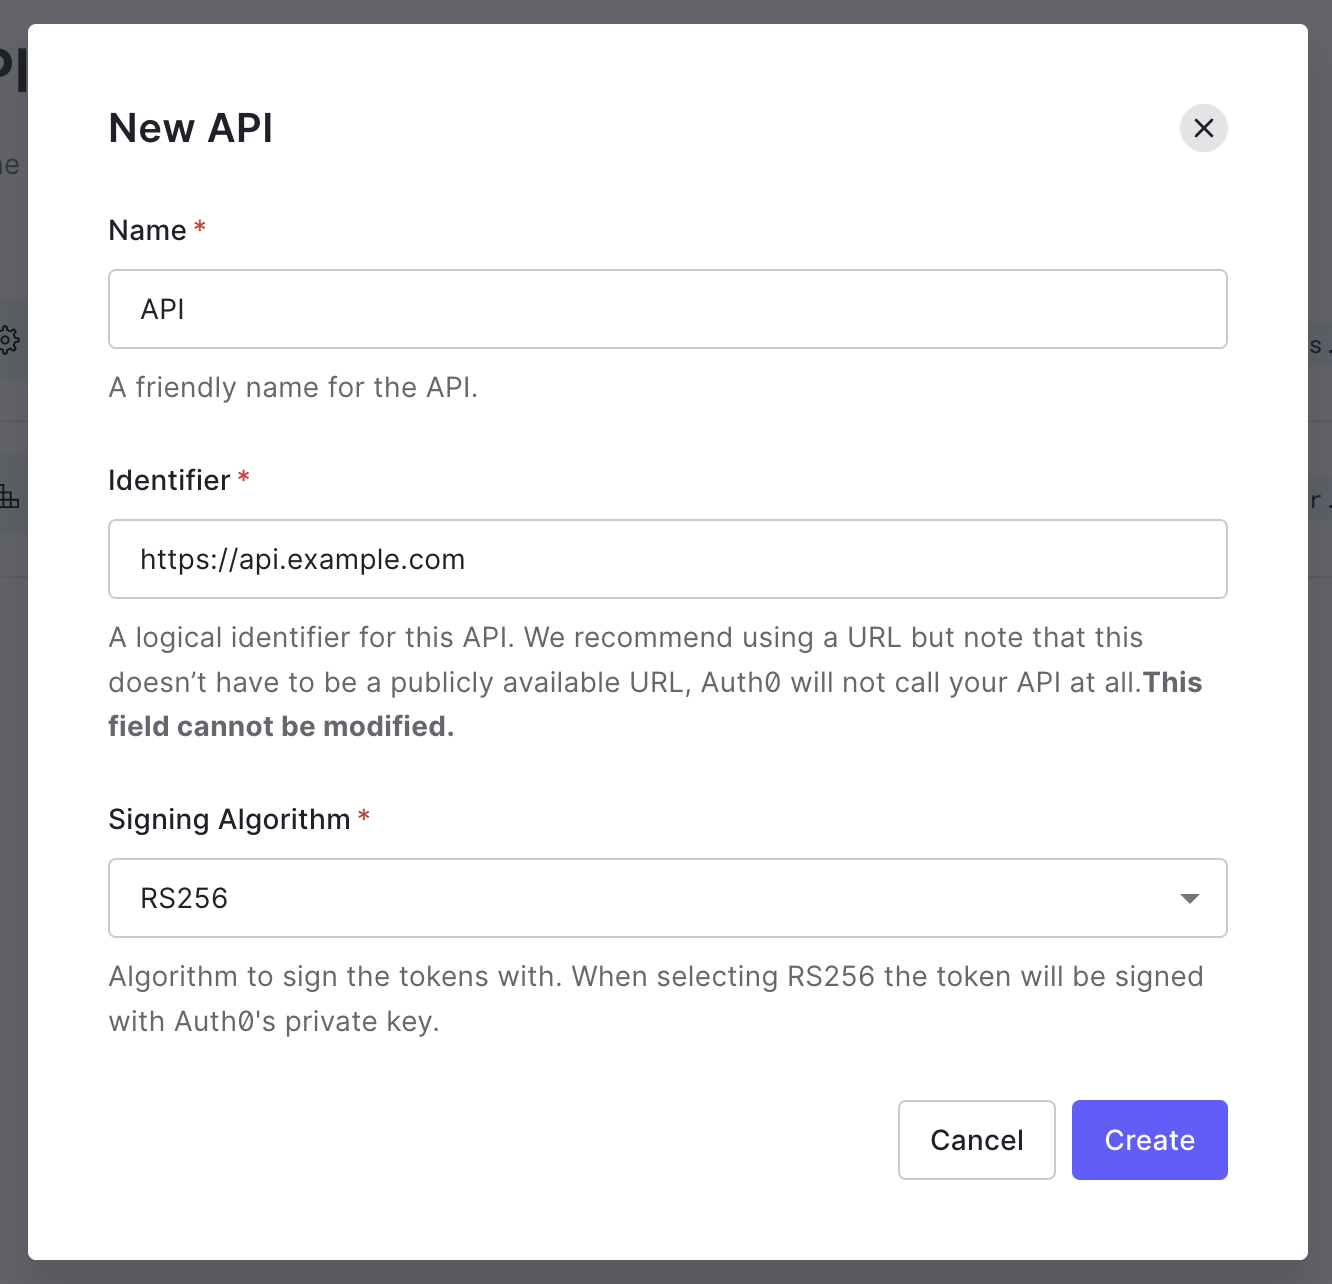 New API
Name *
API
A friendly name for the API.
Identifier *
https://api.example.com
A logical identifier for this API. We recommend using a URL but note that this
doesn’t have to be a publicly available URL, Auth0 will not call your API at all.This
field cannot be modified.
Signing Algorithm *
RS256
Algorithm to sign the tokens with. When selecting RS256 the token will be signed
with Auth0's private key.
Cancel
Create